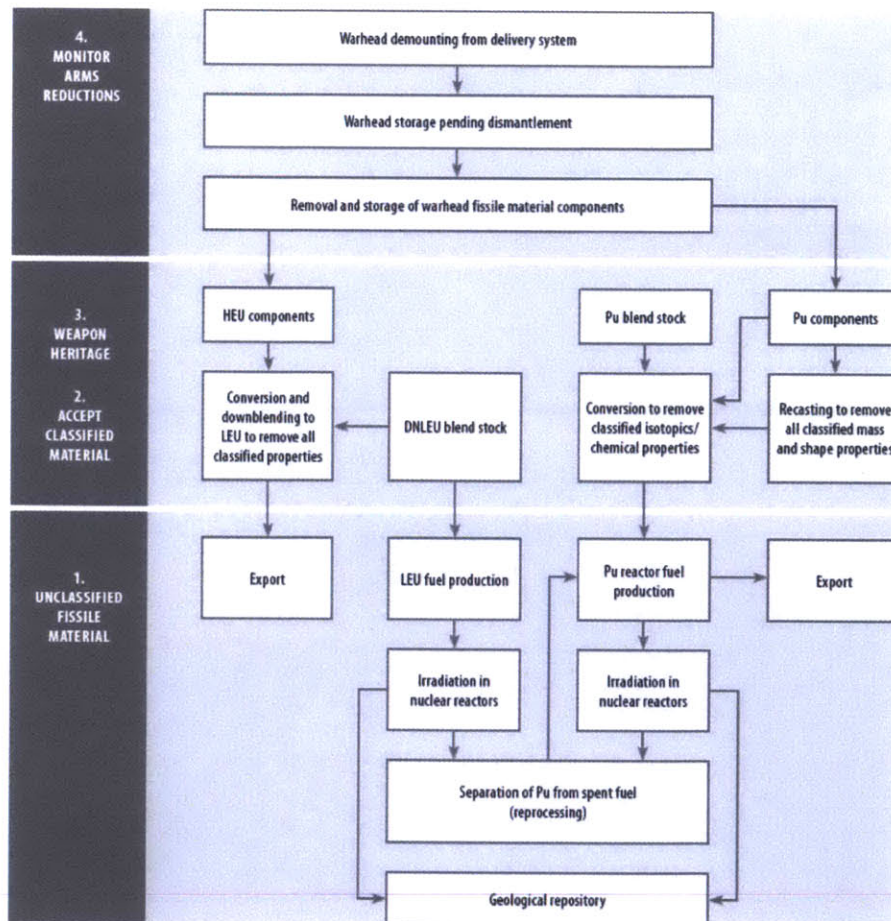 4.
MONITOR
ARMS
REDUCTIONS
Warhead demounting from delivery system
Warhead storage pending dismantlement
Removal and storage of warhead fissile material components
3.
WEAPON
HERITAGE
HEU components
Pu blend stock
Pu components
2.
ACCEPT
CLASSIFIED
MATERIAL
Conversion and
downblending to
LEU to remove all
classified properties
DNLEU blend stock
Conversion to remove
classified isotopics/
chemical properties
Recasting to remove
all classified mass
and shape properties
1.
UNCLASSIFIED
FISSILE
MATERIAL
Export
LEU fuel production
Pu reactor fuel
production
Export
Irradiation in
nuclear reactors
Irradiation in
nuclear reactors
Separation of Pu from spent fuel
(reprocessing)
Geological repository